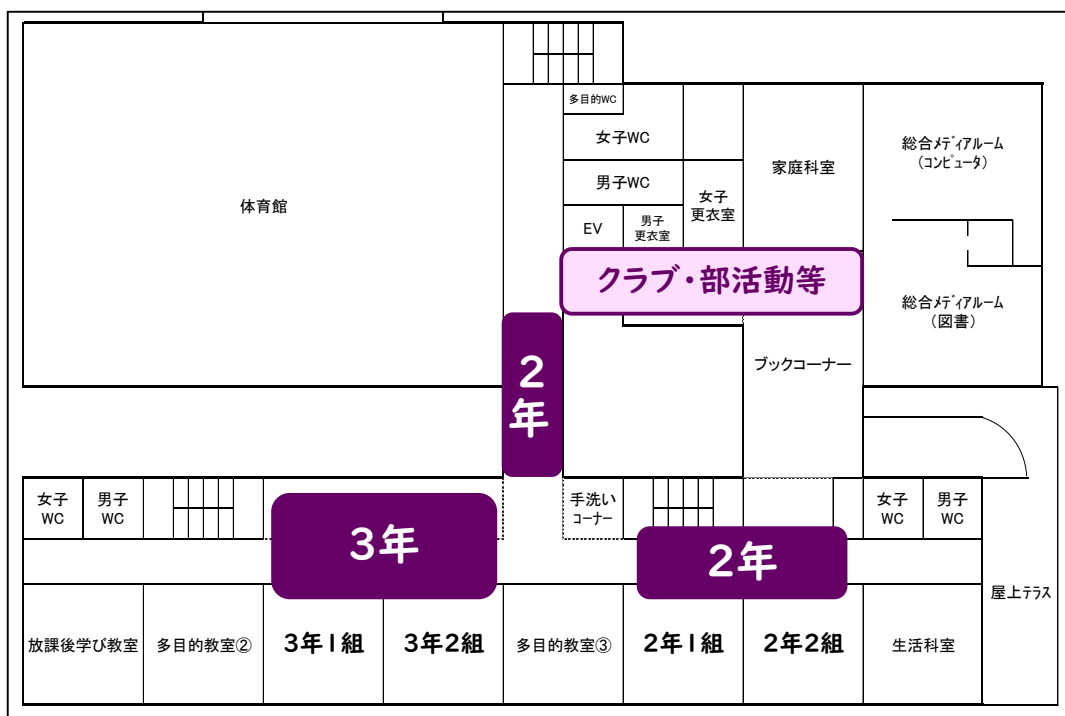 多目的WC
女子WC
男子WC
EV
男子
更衣室
女子
更衣室
家庭科室
総合ﾒﾃﾞｨｱﾙｰﾑ
(ｺﾝﾋﾟｭｰﾀ)
体育館
クラブ・部活動等
総合ﾒﾃﾞｨｱﾙｰﾑ
(図書)
2
年
ブックコーナー
女子
WC
男子
WC
3年
手洗い
ｺｰﾅｰ
2年
女子
WC
男子
WC
屋上ﾃﾗｽ
放課後学び教室
多目的教室②
3年1組
3年2組
多目的教室③
2年1組
2年2組
生活科室